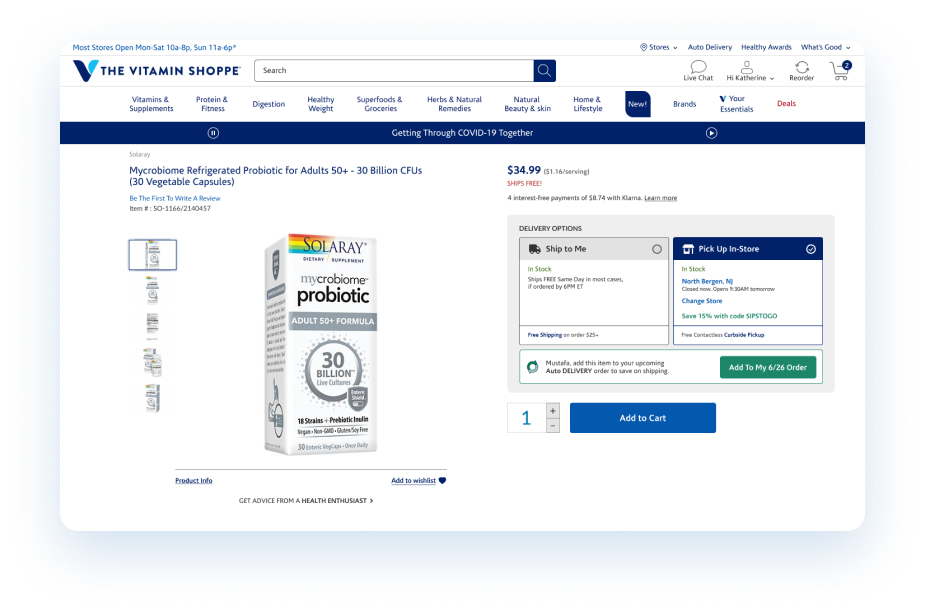 Most Stores Open Mon-Sat 10a-8p, Sun 11a-6p*
Stores
Auto Delivery
Healthy Awards
What's Good
THE VITAMIN SHOPPE
Search
Live Chat
Hi Katherine
Reorder
2
Vitamins &
Supplements
Protein &
Fitness
Digestion
Healthy
Weight
Superfoods &
Groceries
Herbs & Natural
Remedies
Natural
Beauty & skin
Home &
Lifestyle
New!
Brands
Your
Essentials
Deals
Getting Through COVID-19 Together
Solaray
Mycrobiome Refrigerated Probiotic for Adults 50+ - 30 Billion CFUs
(30 Vegetable Capsules)
Be The First To Write A Review
Item # : SO-1166/2140457
SOLARAY
DIETARY SUPPLEMENT
mycrobiome™
probiotic
ADULT 50+ FORMULA
30
BILLION™
Live Cultures
Enteric
Shield
18 Strains + Prebiotic Inulin
Vegan • Non-GMO • Gluten/Soy Free
30 Enteric VegCaps • Once Daily
Product Info
Add to wishlist
GET ADVICE FROM A HEALTH ENTHUSIAST >
$34.99 ($1.16/serving)
SHIPS FREE!
4 interest-free payments of $8.74 with Klarna. Learn more
DELIVERY OPTIONS
Ship to Me
In Stock
Ships FREE Same Day in most cases,
if ordered by 6PM ET
Free Shipping on order $25+
Pick Up In-Store
In Stock
North Bergen, NJ
Closed now. Opens 9:30AM tomorrow
Change Store
Save 15% with code SIPSTOGO
Free Contactless Curbside Pickup
Mustafa, add this item to your upcoming
Auto DELIVERY order to save on shipping.
Add To My 6/26 Order
1
+
−
Add to Cart